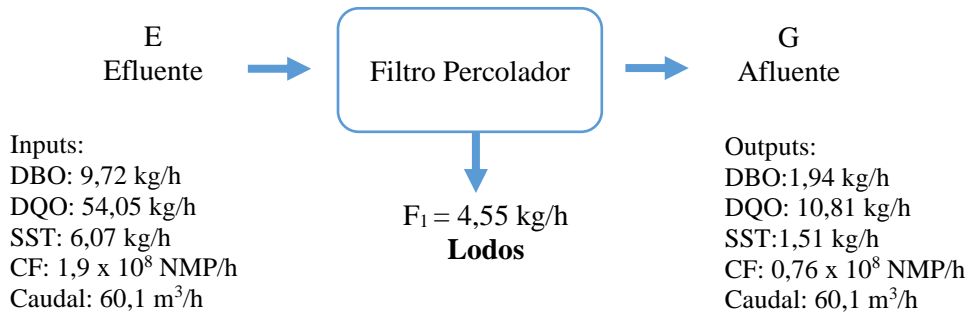 E
Efluente
Filtro Percolador
G
Afluente
Inputs:
DBO: 9,72 kg/h
DQO: 54,05 kg/h
SST: 6,07 kg/h
CF: 1,9 x 10⁸ NMP/h
Caudal: 60,1 m³/h
F₁ = 4,55 kg/h
Lodos
Outputs:
DBO:1,94 kg/h
DQO: 10,81 kg/h
SST:1,51 kg/h
CF: 0,76 x 10⁸ NMP/h
Caudal: 60,1 m³/h